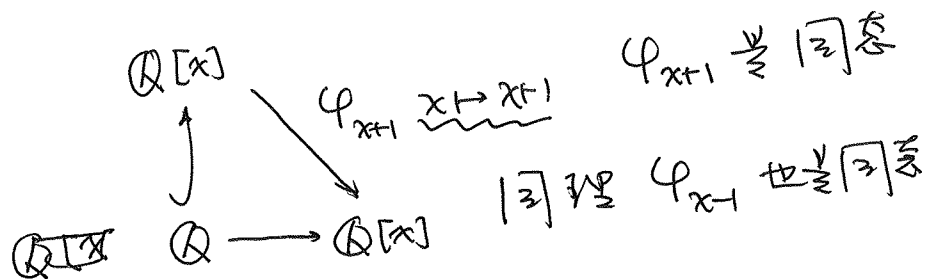 ℚ[x]
φ_{x+1} x ↦ x+1 φ_{x+1} 是同态
同理 φ_{x-1} 也是同态
ℚ → ℚ[x]